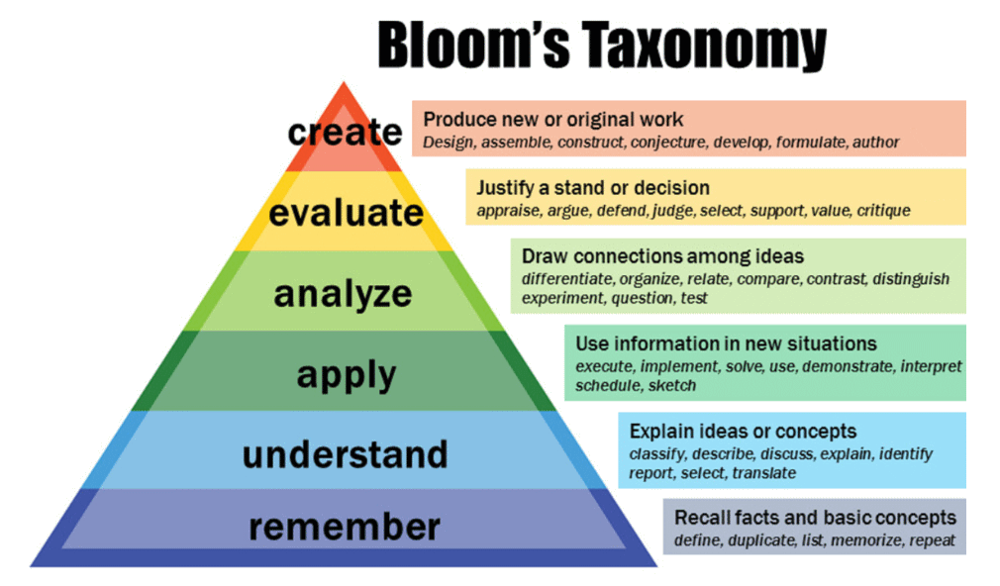 Bloom's Taxonomy
create
Produce new or original work
Design, assemble, construct, conjecture, develop, formulate, author
evaluate
Justify a stand or decision
appraise, argue, defend, judge, select, support, value, critique
analyze
Draw connections among ideas
differentiate, organize, relate, compare, contrast, distinguish
experiment, question, test
apply
Use information in new situations
execute, implement, solve, use, demonstrate, interpret
schedule, sketch
understand
Explain ideas or concepts
classify, describe, discuss, explain, identify
report, select, translate
remember
Recall facts and basic concepts
define, duplicate, list, memorize, repeat